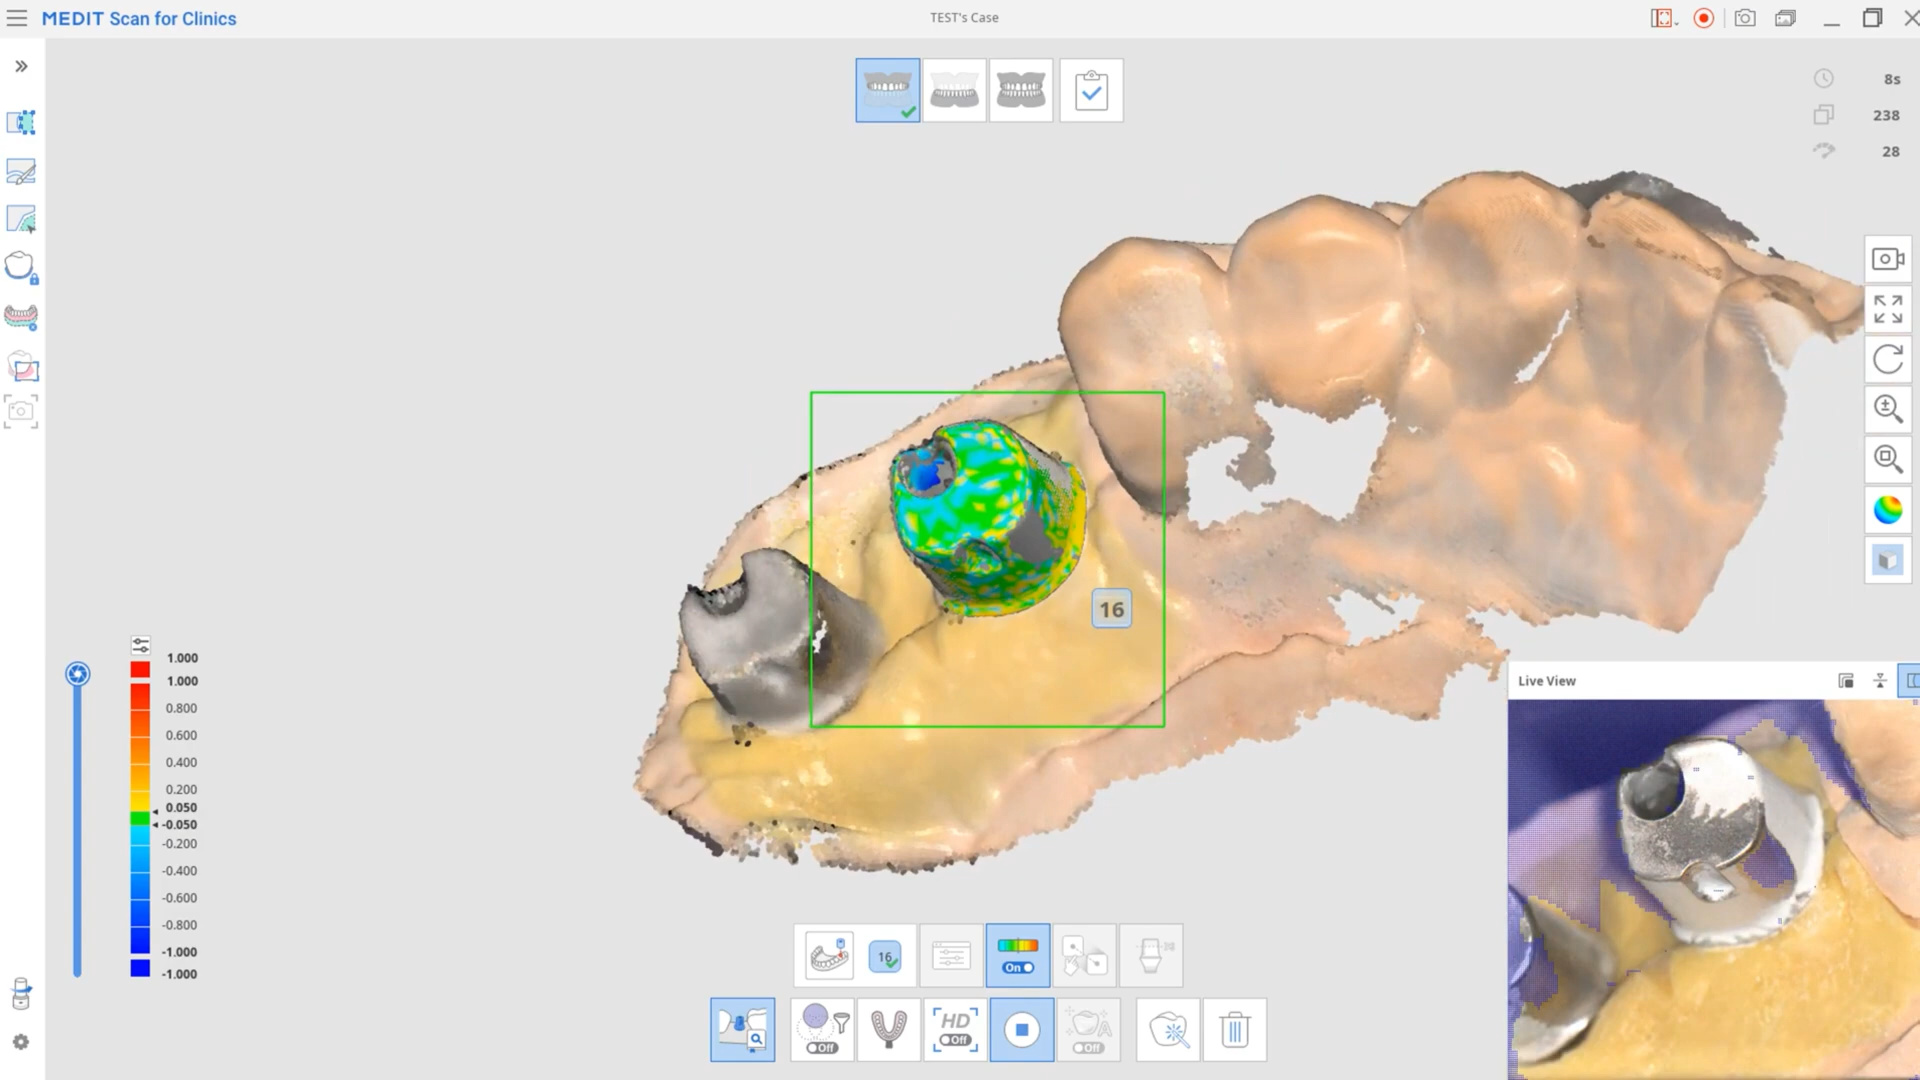 MEDIT Scan for Clinics
TEST's Case
8s
238
28
16
1.000
1.000
0.800
0.600
0.400
0.200
0.050
-0.050
-0.200
-0.400
-0.600
-0.800
-1.000
-1.000
Live View
16
On
Off
HD
Off
A
Off